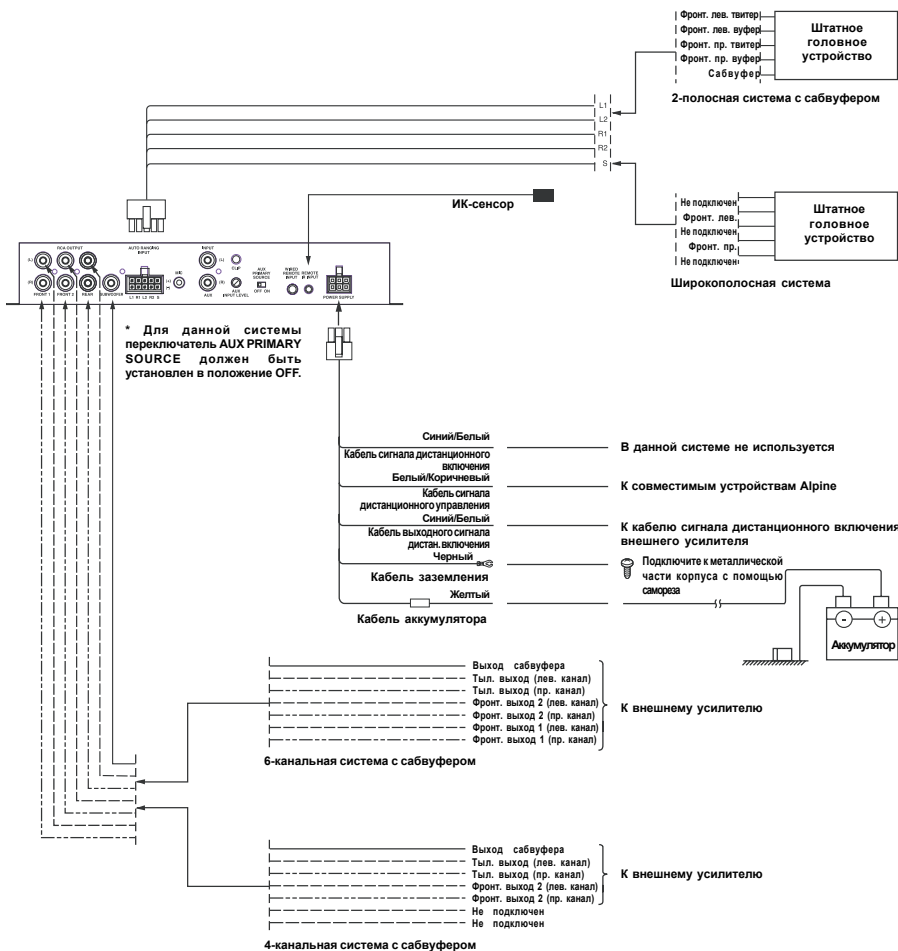 Фронт. лев. твитер
Фронт. лев. вуфер
Фронт. пр. твитер
Фронт. пр. вуфер
Сабвуфер
Штатное
головное
устройство
2-полосная система с сабвуфером
L1
L2
R1
R2
S
ИК-сенсор
Не подключен
Фронт. лев.
Не подключен
Фронт. пр.
Не подключен
Штатное
головное
устройство
Широкополосная система
RCA OUTPUT
(L)
(R)
FRONT 1
FRONT 2
REAR
SUBWOOFER
AUTO RANGING
INPUT
L1 R1 L2 R2 S
MIC
(+)
(-)
INPUT
(L)
(R)
AUX
CLIP
AUX
INPUT LEVEL
AUX
PRIMARY
SOURCE
OFF ON
WIRED
REMOTE
INPUT
REMOTE
IR INPUT
POWER SUPPLY
* Для данной системы
переключатель AUX PRIMARY
SOURCE должен быть
установлен в положение OFF.
Синий/Белый
Кабель сигнала дистанционного
включения
В данной системе не используется
Белый/Коричневый
Кабель сигнала
дистанционного управления
К совместимым устройствам Alpine
Синий/Белый
Кабель выходного сигнала
дистан. включения
К кабелю сигнала дистанционного включения
внешнего усилителя
Черный
Кабель заземления
Подключите к металлической
части корпуса с помощью
самореза
Желтый
Кабель аккумулятора
-
+
Аккумулятор
Выход сабвуфера
Тыл. выход (лев. канал)
Тыл. выход (пр. канал)
Фронт. выход 2 (лев. канал)
Фронт. выход 2 (пр. канал)
Фронт. выход 1 (лев. канал)
Фронт. выход 1 (пр. канал)
К внешнему усилителю
6-канальная система с сабвуфером
Выход сабвуфера
Тыл. выход (лев. канал)
Тыл. выход (пр. канал)
Фронт. выход 2 (лев. канал)
Фронт. выход 2 (пр. канал)
Не подключен
Не подключен
К внешнему усилителю
4-канальная система с сабвуфером